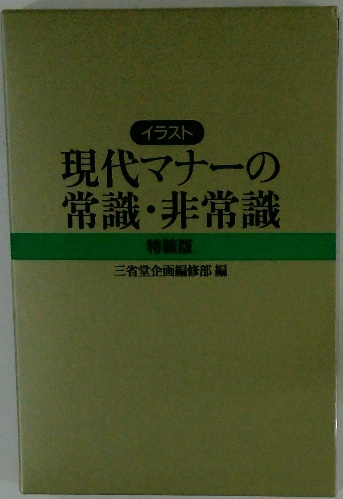 イラスト
現代マナーの
常識・非常識
特装版
三省堂企画編修部 編